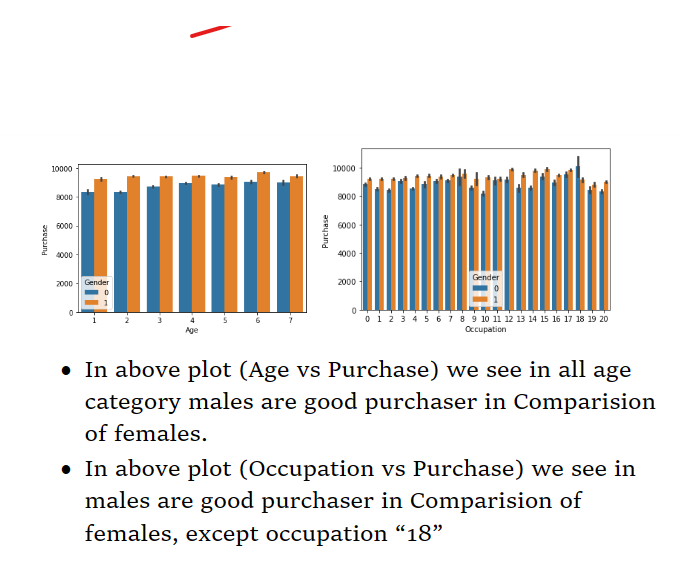 10000
8000
6000
4000
2000
0
Purchase
Gender
0
1
1 2 3 4 5 6 7
Age
10000
8000
6000
4000
2000
0
Purchase
Gender
0
1
0 1 2 3 4 5 6 7 8 9 10 11 12 13 14 15 16 17 18 19 20
Occupation
• In above plot (Age vs Purchase) we see in all age
category males are good purchaser in Comparision
of females.
• In above plot (Occupation vs Purchase) we see in
males are good purchaser in Comparision of
females, except occupation “18”